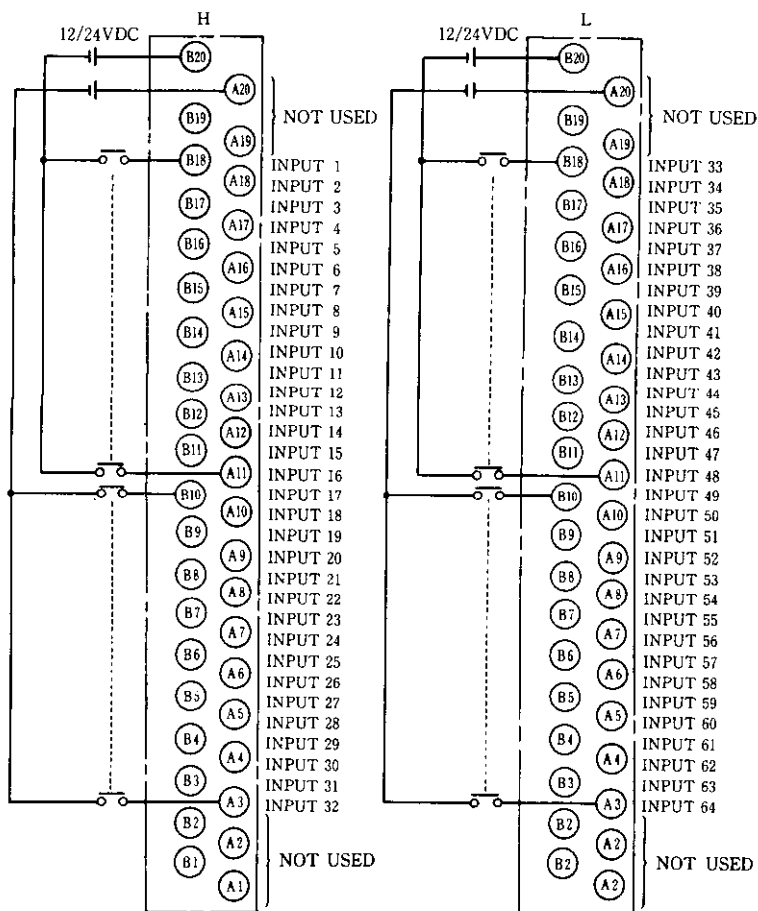 H
12/24VDC
B20
A20
NOT USED
B19
A19
B18
INPUT 1
A18
INPUT 2
B17
INPUT 3
A17
INPUT 4
B16
INPUT 5
A16
INPUT 6
B15
INPUT 7
A15
INPUT 8
B14
INPUT 9
A14
INPUT 10
B13
INPUT 11
A13
INPUT 12
B12
INPUT 13
A12
INPUT 14
B11
INPUT 15
A11
INPUT 16
B10
INPUT 17
A10
INPUT 18
B9
INPUT 19
A9
INPUT 20
B8
INPUT 21
A8
INPUT 22
B7
INPUT 23
A7
INPUT 24
B6
INPUT 25
A6
INPUT 26
B5
INPUT 27
A5
INPUT 28
B4
INPUT 29
A4
INPUT 30
B3
INPUT 31
A3
INPUT 32
B2
A2
B1
NOT USED
A1
L
12/24VDC
B20
A20
NOT USED
B19
A19
B18
INPUT 33
A18
INPUT 34
B17
INPUT 35
A17
INPUT 36
B16
INPUT 37
A16
INPUT 38
B15
INPUT 39
A15
INPUT 40
B14
INPUT 41
A14
INPUT 42
B13
INPUT 43
A13
INPUT 44
B12
INPUT 45
A12
INPUT 46
B11
INPUT 47
A11
INPUT 48
B10
INPUT 49
A10
INPUT 50
B9
INPUT 51
A9
INPUT 52
B8
INPUT 53
A8
INPUT 54
B7
INPUT 55
A7
INPUT 56
B6
INPUT 57
A6
INPUT 58
B5
INPUT 59
A5
INPUT 60
B4
INPUT 61
A4
INPUT 62
B3
INPUT 63
A3
INPUT 64
B2
A2
B2
NOT USED
A2